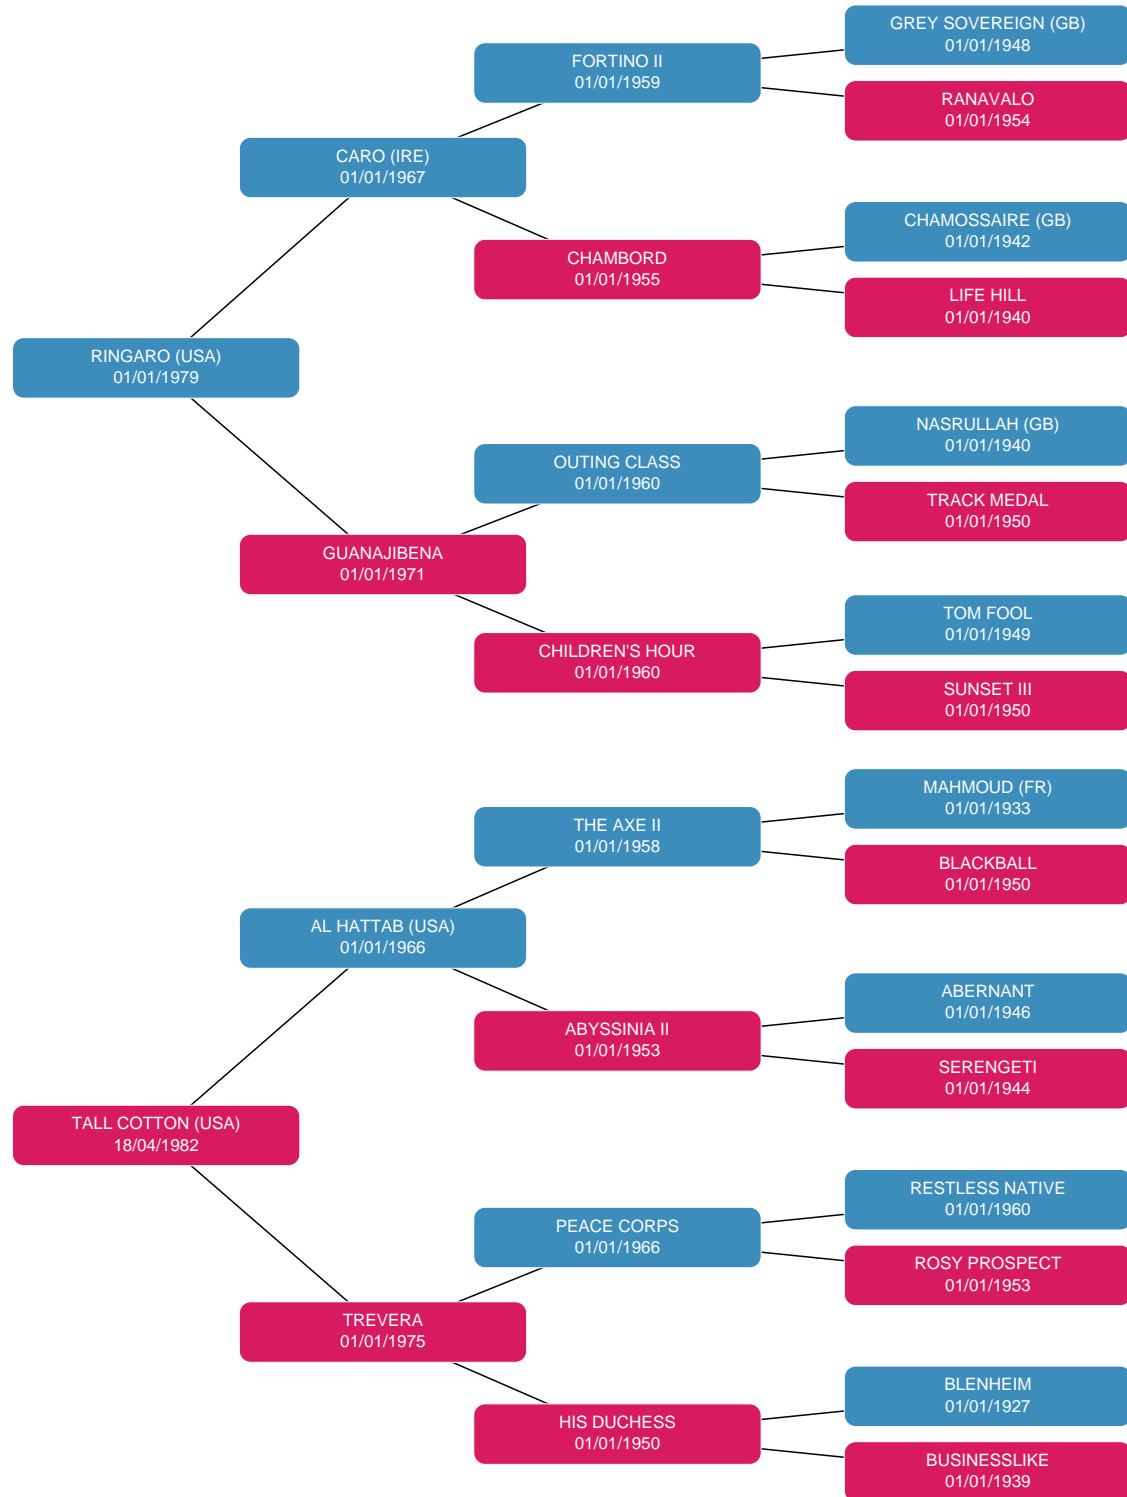 GREY SOVEREIGN (GB)
01/01/1948
FORTINO II
01/01/1959
RANAVALO
01/01/1954
CARO (IRE)
01/01/1967
CHAMOSSAIRE (GB)
01/01/1942
CHAMBORD
01/01/1955
LIFE HILL
01/01/1940
RINGARO (USA)
01/01/1979
NASRULLAH (GB)
01/01/1940
OUTING CLASS
01/01/1960
TRACK MEDAL
01/01/1950
GUANAJIBENA
01/01/1971
TOM FOOL
01/01/1949
CHILDREN'S HOUR
01/01/1960
SUNSET III
01/01/1950
MAHMOUD (FR)
01/01/1933
THE AXE II
01/01/1958
BLACKBALL
01/01/1950
AL HATTAB (USA)
01/01/1966
ABERNANT
01/01/1946
ABYSSINIA II
01/01/1953
SERENGETI
01/01/1944
TALL COTTON (USA)
18/04/1982
RESTLESS NATIVE
01/01/1960
PEACE CORPS
01/01/1966
ROSY PROSPECT
01/01/1953
TREVERA
01/01/1975
BLENHEIM
01/01/1927
HIS DUCHESS
01/01/1950
BUSINESSLIKE
01/01/1939